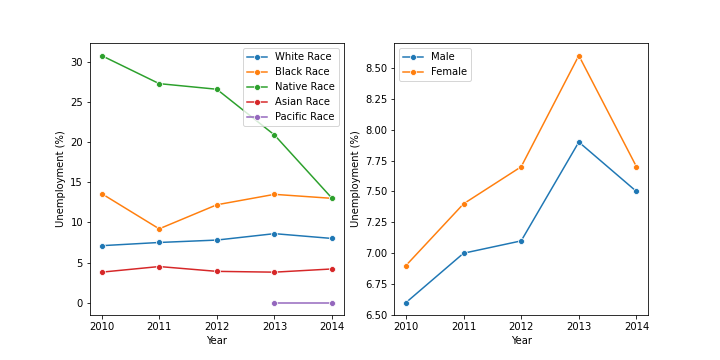 White Race
Black Race
Native Race
Asian Race
Pacific Race
30
25
20
15
10
5
0
Unemployment (%)
2010 2011 2012 2013 2014
Year
Male
Female
8.50
8.25
8.00
7.75
7.50
7.25
7.00
6.75
6.50
Unemployment (%)
2010 2011 2012 2013 2014
Year